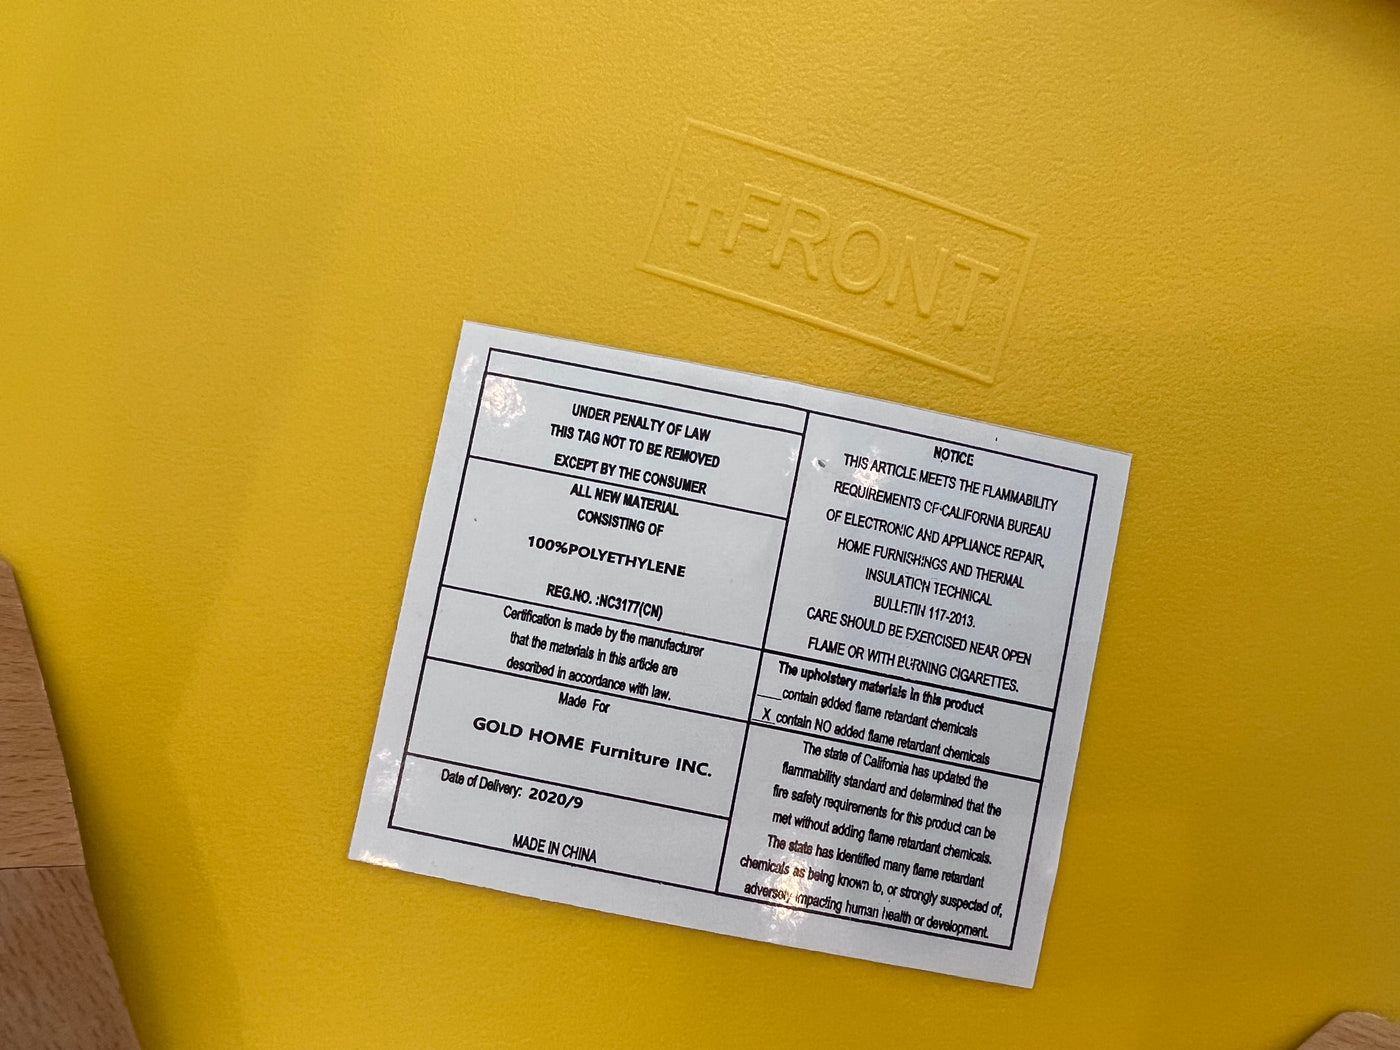 ↑FRONT
UNDER PENALTY OF LAW
THIS TAG NOT TO BE REMOVED
EXCEPT BY THE CONSUMER
ALL NEW MATERIAL
CONSISTING OF
100%POLYETHYLENE
REG.NO. :NC3177(CN)
Certification is made by the manufacturer
that the materials in this article are
described in accordance with law.
Made For
GOLD HOME Furniture INC.
Date of Delivery: 2020/9
MADE IN CHINA
NOTICE
THIS ARTICLE MEETS THE FLAMMABILITY
REQUIREMENTS OF CALIFORNIA BUREAU
OF ELECTRONIC AND APPLIANCE REPAIR,
HOME FURNISHINGS AND THERMAL
INSULATION TECHNICAL
BULLETIN 117-2013.
CARE SHOULD BE EXERCISED NEAR OPEN
FLAME OR WITH BURNING CIGARETTES.
The upholstery materials in this product
___contain added flame retardant chemicals
_X_contain NO added flame retardant chemicals
The state of California has updated the
flammability standard and determined that the
fire safety requirements for this product can be
met without adding flame retardant chemicals.
The state has identified many flame retardant
chemicals as being known to, or strongly suspected of,
adversely impacting human health or development.